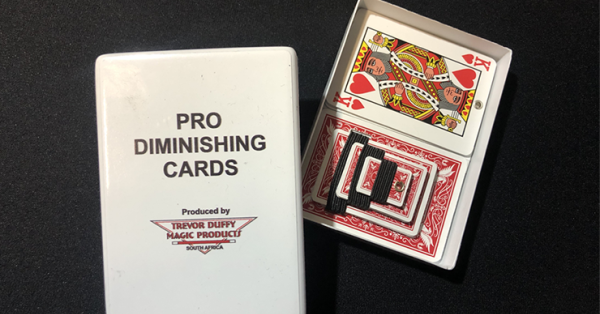 PRO
DIMINISHING
CARDS
Produced by
TREVOR DUFFY
MAGIC PRODUCTS
SOUTH AFRICA
K
K